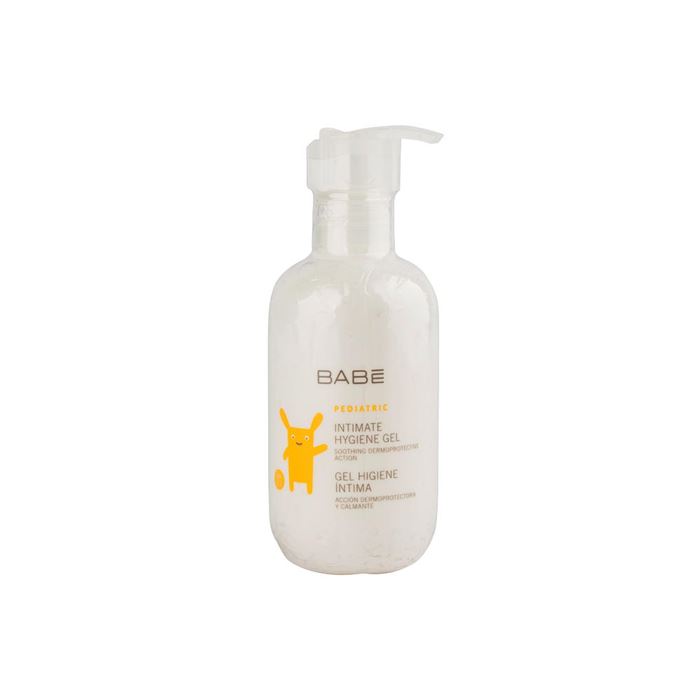 BABÉ
PEDIATRIC
INTIMATE
HYGIENE GEL
SOOTHING DERMOPROTECTIVE
ACTION
GEL HIGIENE
ÍNTIMA
ACCIÓN DERMOPROTECTORA
Y CALMANTE